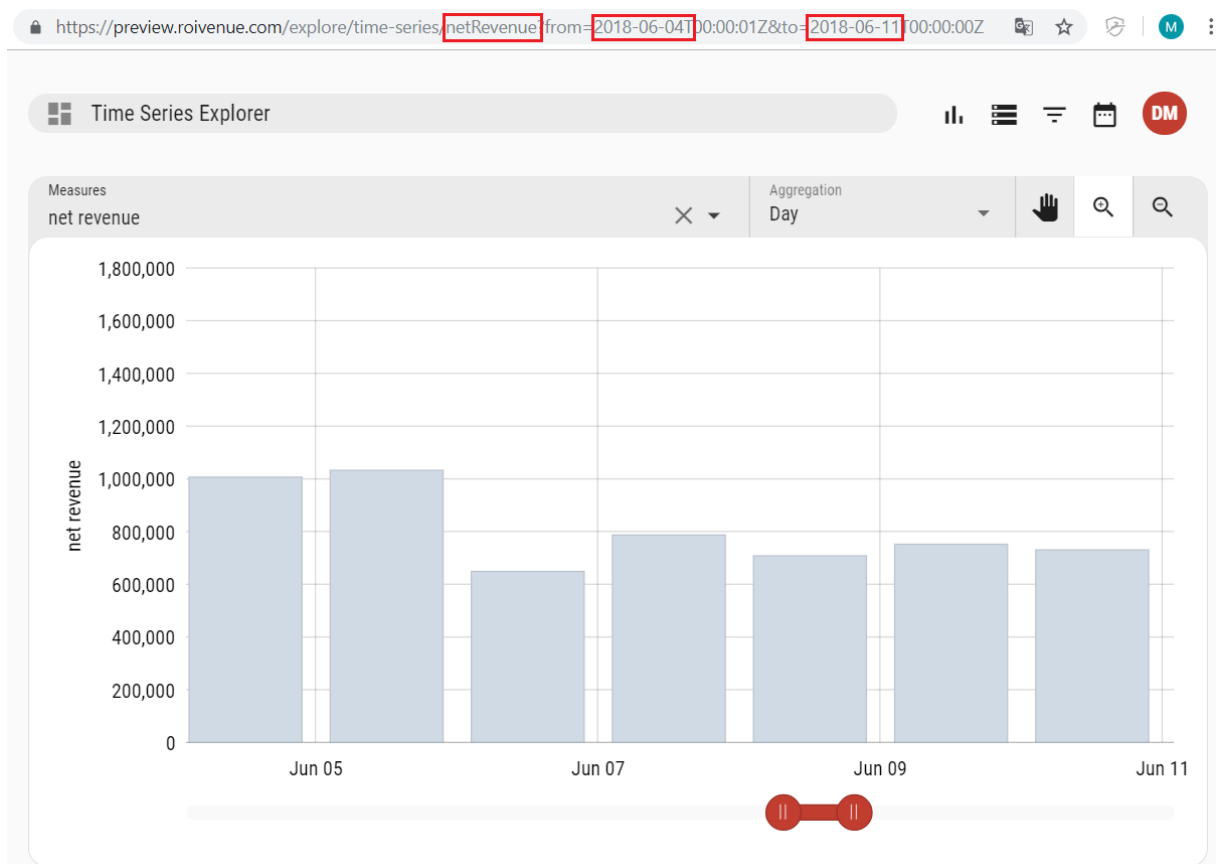 https://preview.roivenue.com/explore/time-series/netRevenue?from=2018-06-04T00:00:01Z&to=2018-06-11T00:00:00Z
M
Time Series Explorer
DM
Measures
net revenue
Aggregation
Day
1,800,000
1,600,000
1,400,000
1,200,000
1,000,000
800,000
600,000
400,000
200,000
0
net revenue
Jun 05 Jun 07 Jun 09 Jun 11